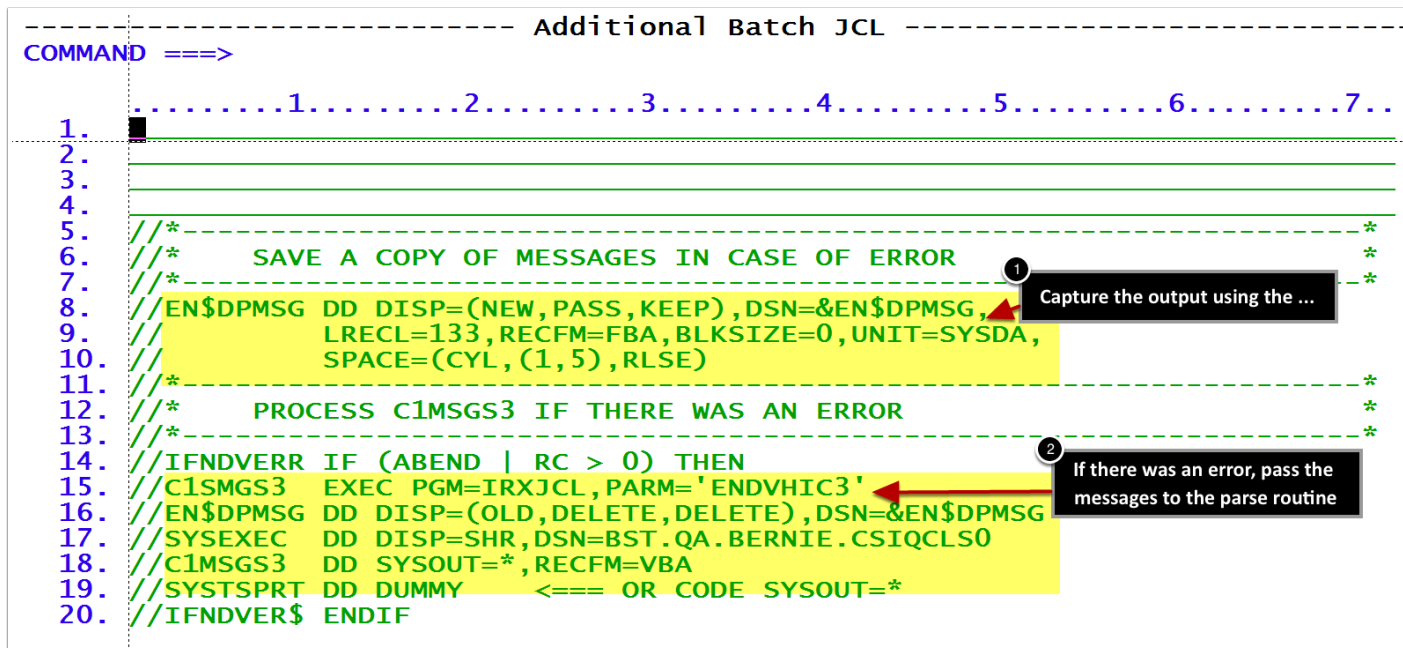 ------------------------------ Additional Batch JCL -----------------------------
COMMAND ===>
.........1.........2.........3.........4.........5.........6.........7..
1.
2.
3.
4.
5. //*-------------------------------------------------------------------*
6. //*    SAVE A COPY OF MESSAGES IN CASE OF ERROR                       *
7. //*-------------------------------------------------------------------*
1
8. //EN$DPMSG DD DISP=(NEW,PASS,KEEP),DSN=&EN$DPMSG,
Capture the output using the ...
9. //         LRECL=133,RECFM=FBA,BLKSIZE=0,UNIT=SYSDA,
10. //         SPACE=(CYL,(1,5),RLSE)
11. //*-------------------------------------------------------------------*
12. //*    PROCESS C1MSGS3 IF THERE WAS AN ERROR                          *
13. //*-------------------------------------------------------------------*
14. //IFNDVERR IF (ABEND | RC > 0) THEN
2
If there was an error, pass the
messages to the parse routine
15. //C1SMGS3  EXEC PGM=IRXJCL,PARM='ENDVHIC3'
16. //EN$DPMSG DD DISP=(OLD,DELETE,DELETE),DSN=&EN$DPMSG
17. //SYSEXEC  DD DISP=SHR,DSN=BST.QA.BERNIE.CSIQCLS0
18. //C1MSGS3  DD SYSOUT=*,RECFM=VBA
19. //SYSTSPRT DD DUMMY    <=== OR CODE SYSOUT=*
20. //IFNDVER$ ENDIF